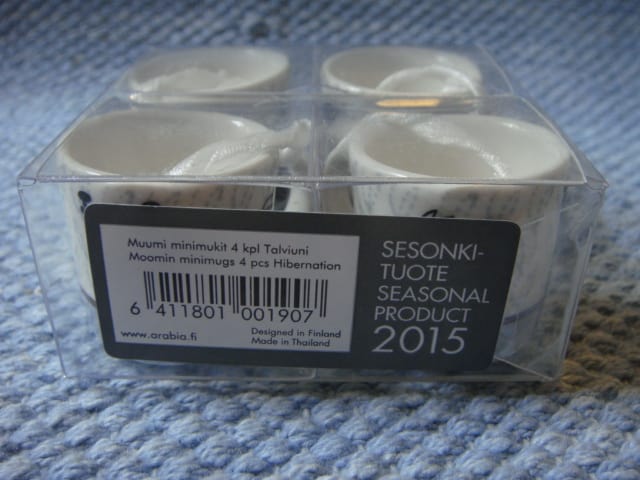 Muumi minimukit 4 kpl Talviuni
Moomin minimugs 4 pcs Hibernation
6 411801 001907
www.arabia.fi
Designed in Finland
Made in Thailand
SESONKI-
TUOTE
SEASONAL
PRODUCT
2015